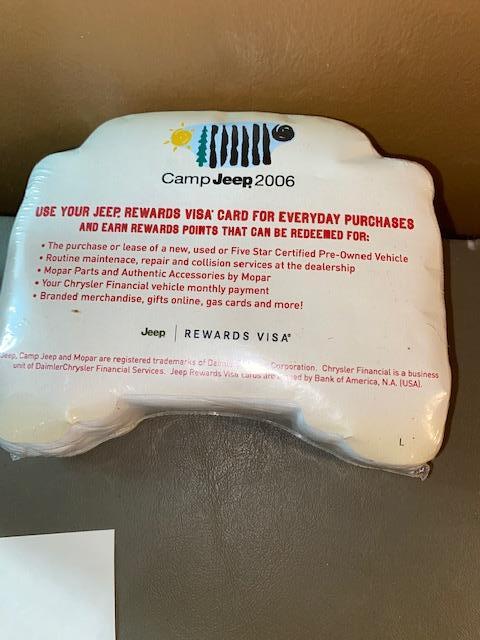 Camp Jeep 2006
USE YOUR JEEP REWARDS VISA CARD FOR EVERYDAY PURCHASES
AND EARN REWARDS POINTS THAT CAN BE REDEEMED FOR:
• The purchase or lease of a new, used or Five Star Certified Pre-Owned Vehicle
• Routine maintenace, repair and collision services at the dealership
• Mopar Parts and Authentic Accessories by Mopar
• Your Chrysler Financial vehicle monthly payment
• Branded merchandise, gifts online, gas cards and more!
Jeep | REWARDS VISA®
Jeep, Camp Jeep and Mopar are registered trademarks of Corporation. Chrysler Financial is a business
unit of DaimlerChrysler Financial Services. Jeep Rewards Visa cards are by Bank of America, N.A. (USA).
L